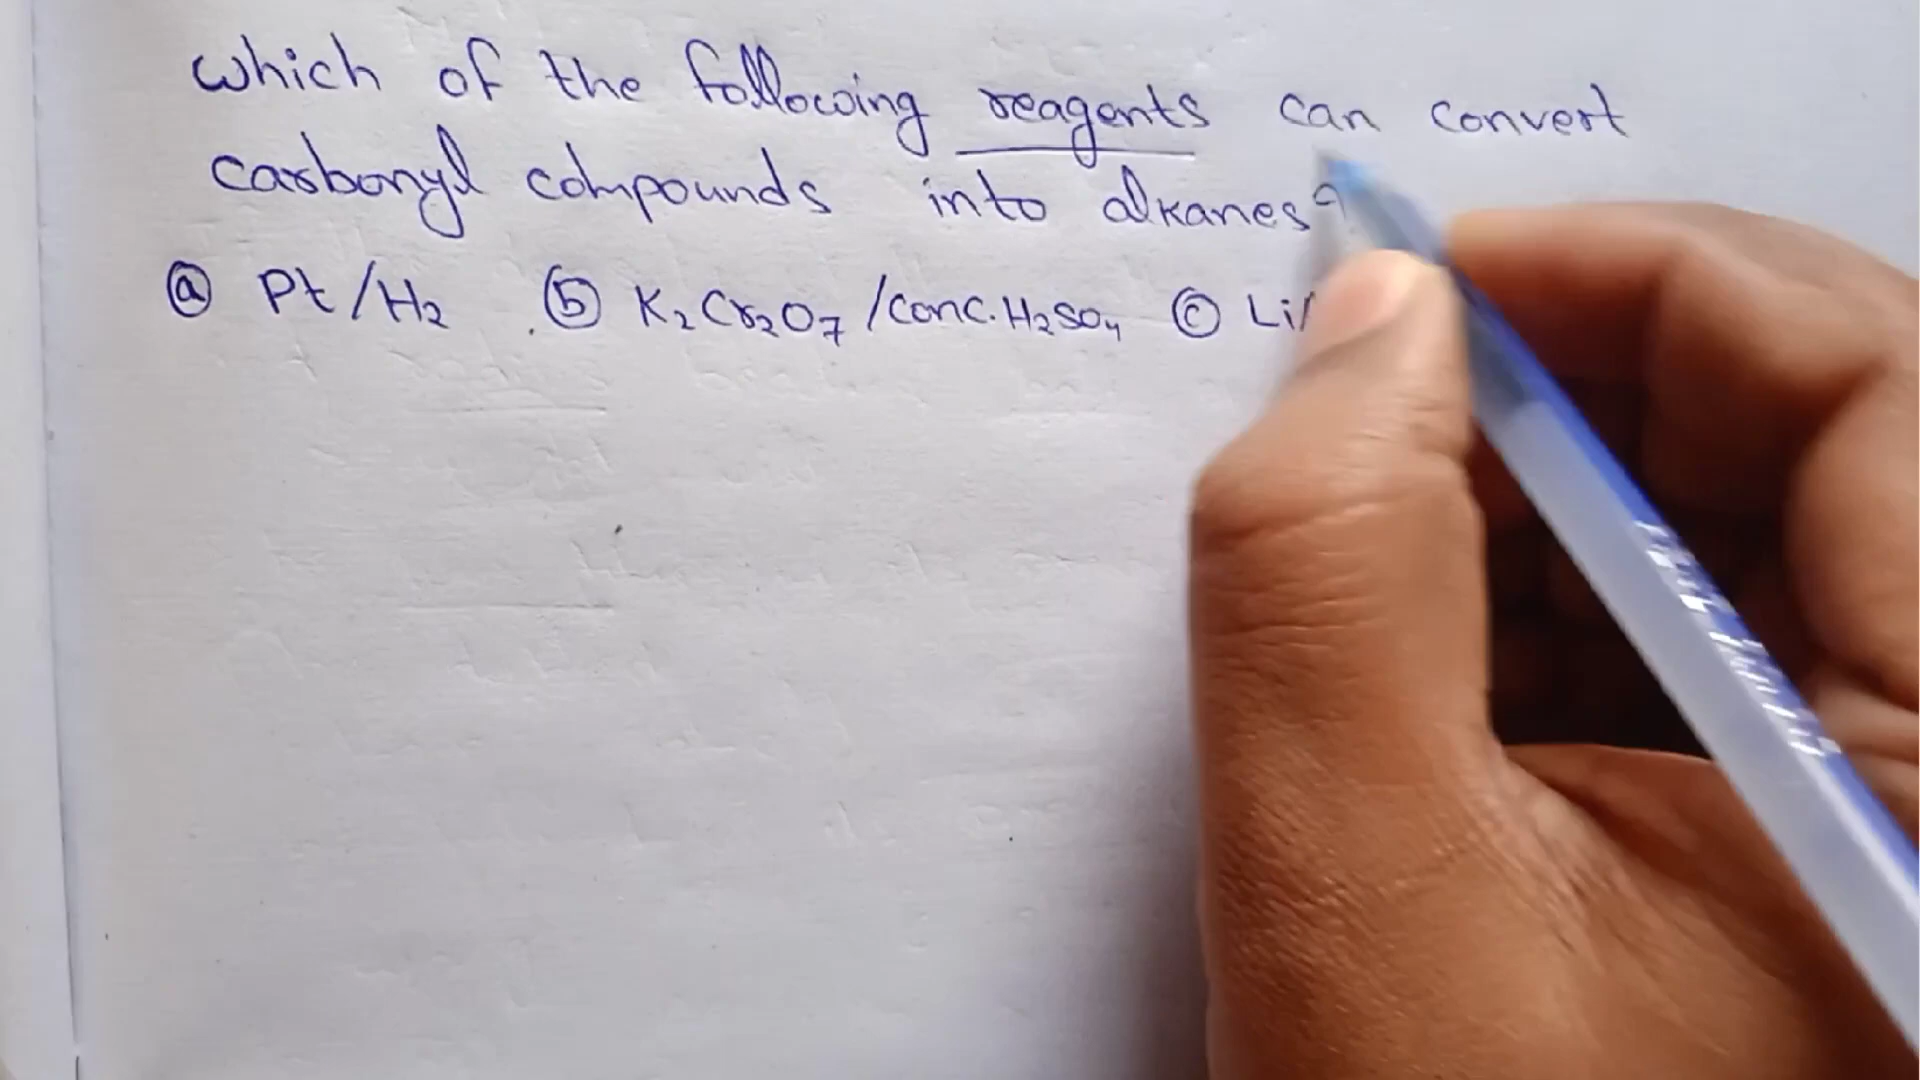 which of the following reagents can convert
carbonyl compounds into alkanes?
ⓐ Pt/H₂ ⓑ K₂Cr₂O₇/conc.H₂SO₄ ⓒ Li/